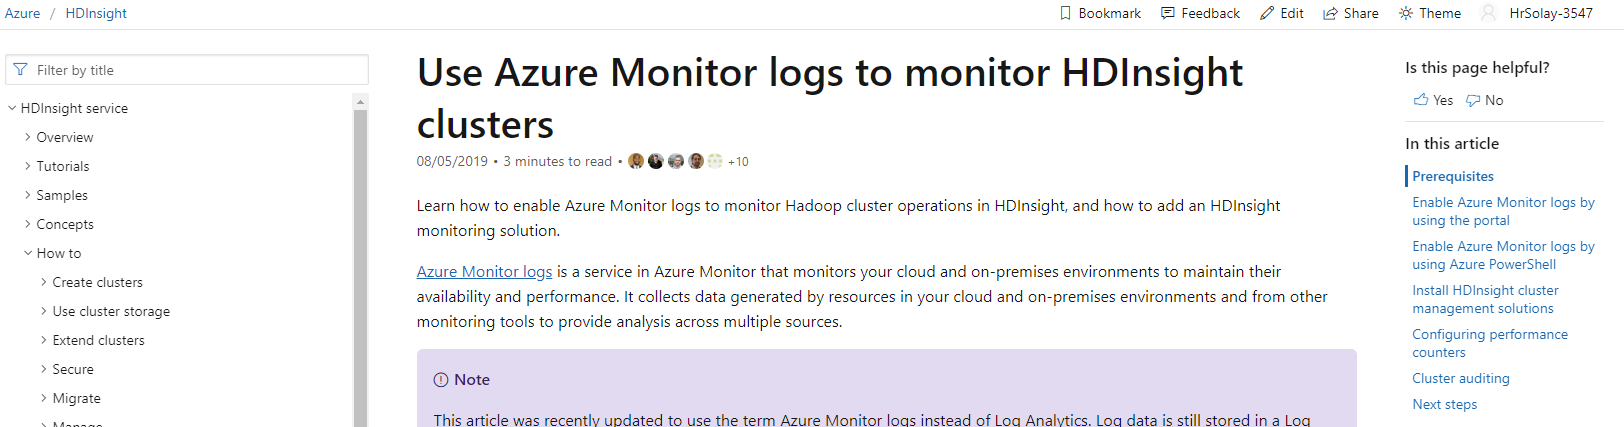 Azure / HDInsight
Bookmark Feedback Edit Share Theme HrSolay-3547
Filter by title
HDInsight service
Overview
Tutorials
Samples
Concepts
How to
Create clusters
Use cluster storage
Extend clusters
Secure
Migrate
Manage
Use Azure Monitor logs to monitor HDInsight
clusters
08/05/2019 • 3 minutes to read • +10
Learn how to enable Azure Monitor logs to monitor Hadoop cluster operations in HDInsight, and how to add an HDInsight
monitoring solution.
Azure Monitor logs is a service in Azure Monitor that monitors your cloud and on-premises environments to maintain their
availability and performance. It collects data generated by resources in your cloud and on-premises environments and from other
monitoring tools to provide analysis across multiple sources.
Note
This article was recently updated to use the term Azure Monitor logs instead of Log Analytics. Log data is still stored in a Log
Is this page helpful?
Yes No
In this article
Prerequisites
Enable Azure Monitor logs by
using the portal
Enable Azure Monitor logs by
using Azure PowerShell
Install HDInsight cluster
management solutions
Configuring performance
counters
Cluster auditing
Next steps